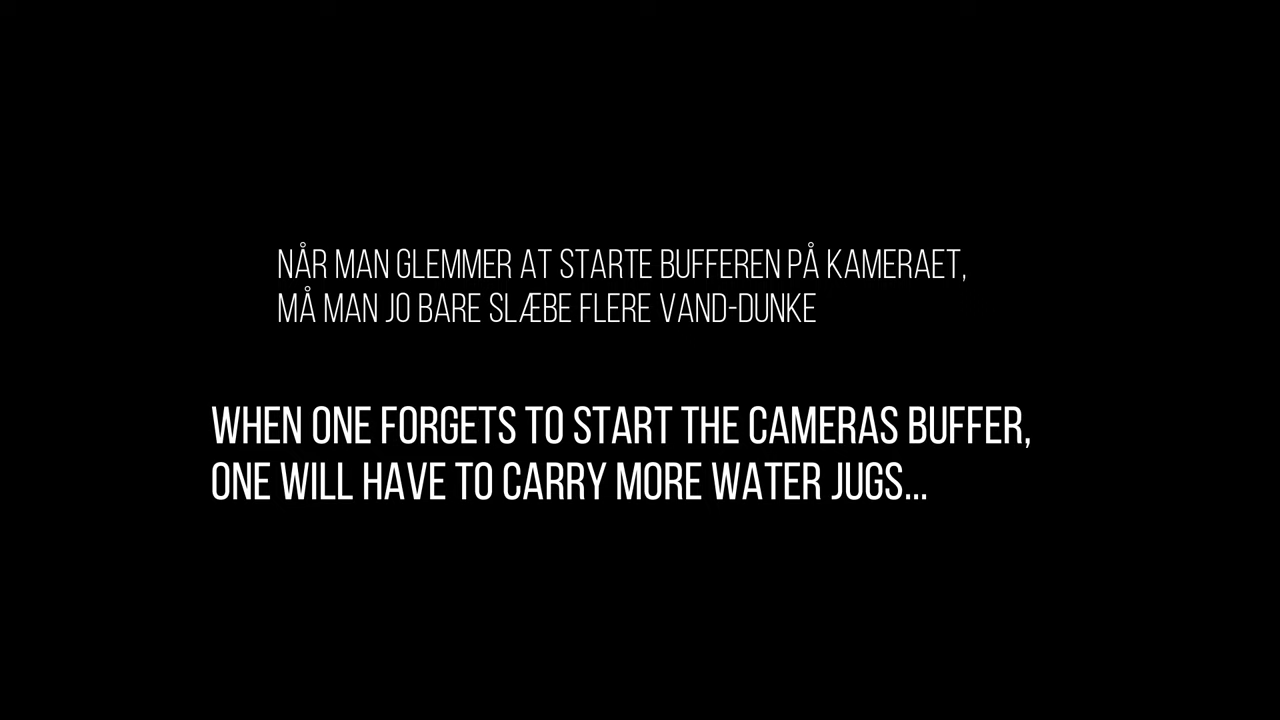 NÅR MAN GLEMMER AT STARTE BUFFEREN PÅ KAMERAET,
MÅ MAN JO BARE SLÆBE FLERE VAND-DUNKE
WHEN ONE FORGETS TO START THE CAMERAS BUFFER,
ONE WILL HAVE TO CARRY MORE WATER JUGS...